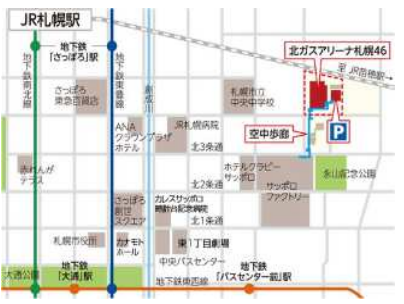 JR札幌駅
北ガスアリーナ札幌46
至 JR苗穂駅
地下鉄
「さっぽろ」駅
地下鉄南北線
地下鉄東豊線
創成川
さっぽろ
東急百貨店
札幌市立
中央中学校
P
ANA
クラウンプラザ
ホテル
JR札幌病院
空中歩廊
北3条通
赤れんが
テラス
ホテルクラビー
サッポロ
永山記念公園
北2条通
サッポロ
ファクトリー
さっぽろ
創世
スクエア
カレスサッポロ
時計台記念病院
北1条通
札幌市役所
カナモト
ホール
東1丁目劇場
中央バスセンター
大通公園
地下鉄
「大通」駅
地下鉄東西線
地下鉄
「バスセンター前」駅